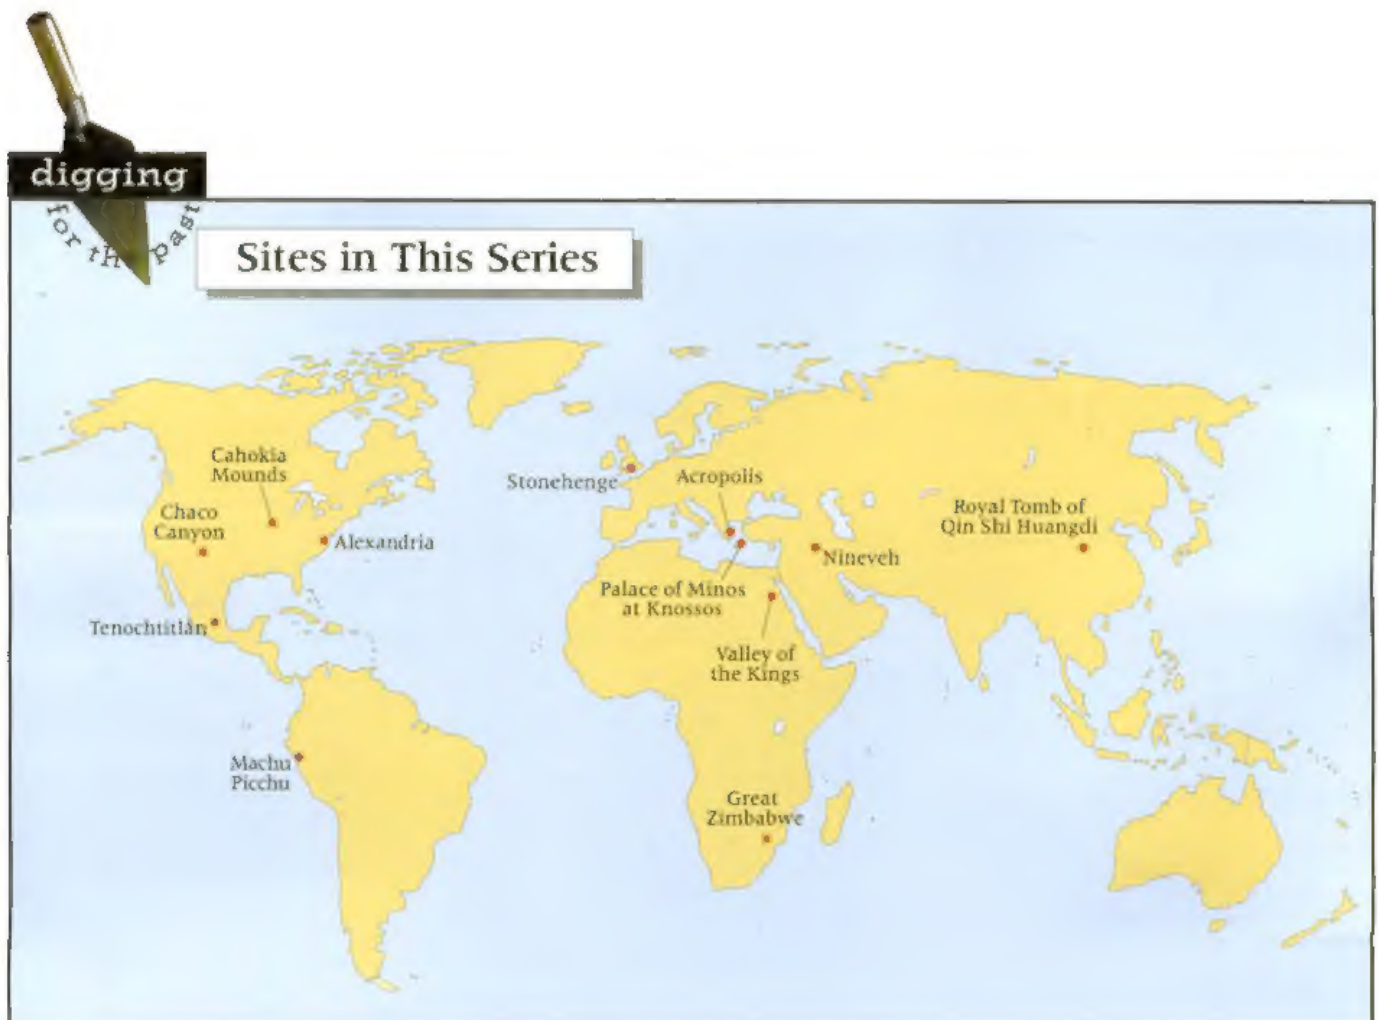 digging
for tHe past
Sites in This Series
Cahokia
Mounds
Chaco
Canyon
Alexandria
Tenochtitlán
Machu
Picchu
Stonehenge
Acropolis
Palace of Minos
at Knossos
Nineveh
Valley of
the Kings
Great
Zimbabwe
Royal Tomb of
Qin Shi Huangdi